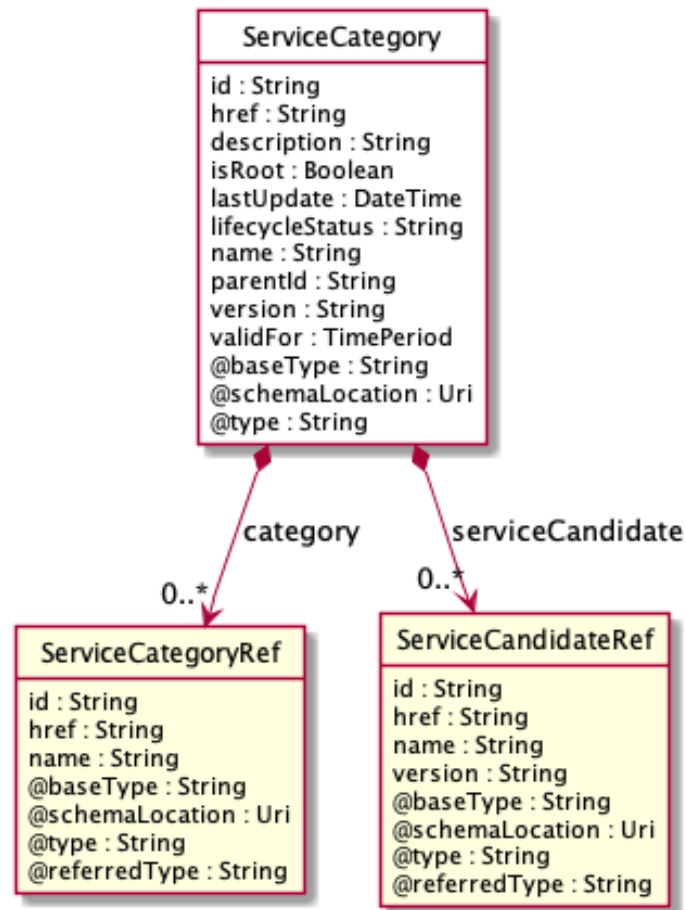 ServiceCategory
id : String
href : String
description : String
isRoot : Boolean
lastUpdate : DateTime
lifecycleStatus : String
name : String
parentId : String
version : String
validFor : TimePeriod
@baseType : String
@schemaLocation : Uri
@type : String
category
serviceCandidate
0..*
0..*
ServiceCategoryRef
id : String
href : String
name : String
@baseType : String
@schemaLocation : Uri
@type : String
@referredType : String
ServiceCandidateRef
id : String
href : String
name : String
version : String
@baseType : String
@schemaLocation : Uri
@type : String
@referredType : String